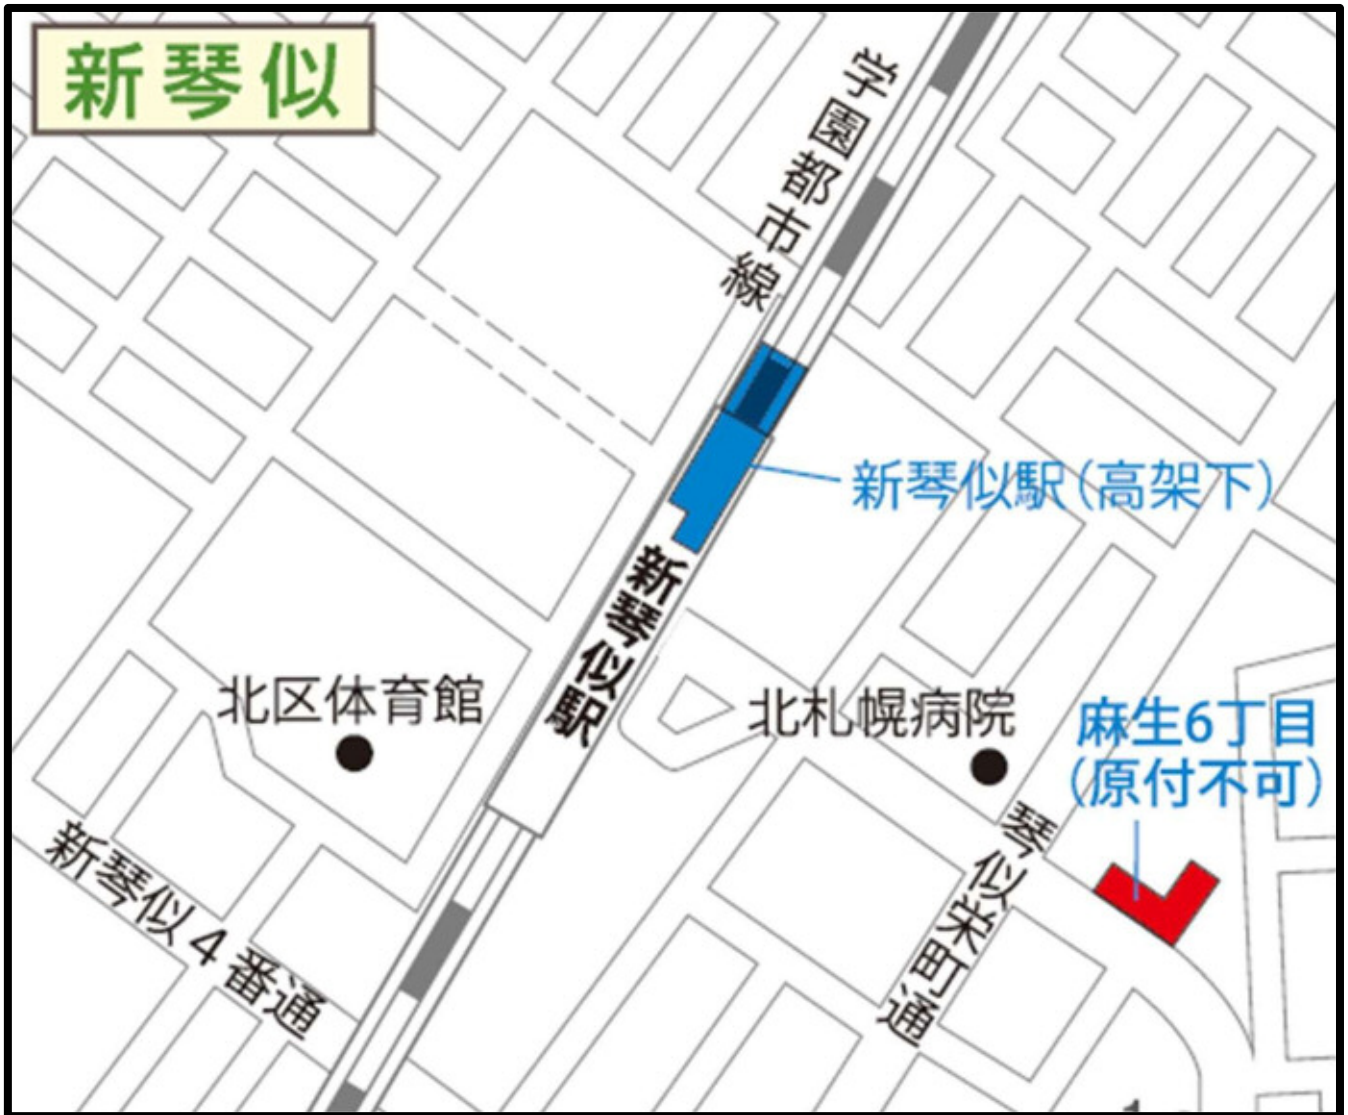 新琴似
学園都市線
新琴似駅(高架下)
新琴似駅
北区体育館
北札幌病院
麻生6丁目
(原付不可)
琴似栄町通
新琴似4番通